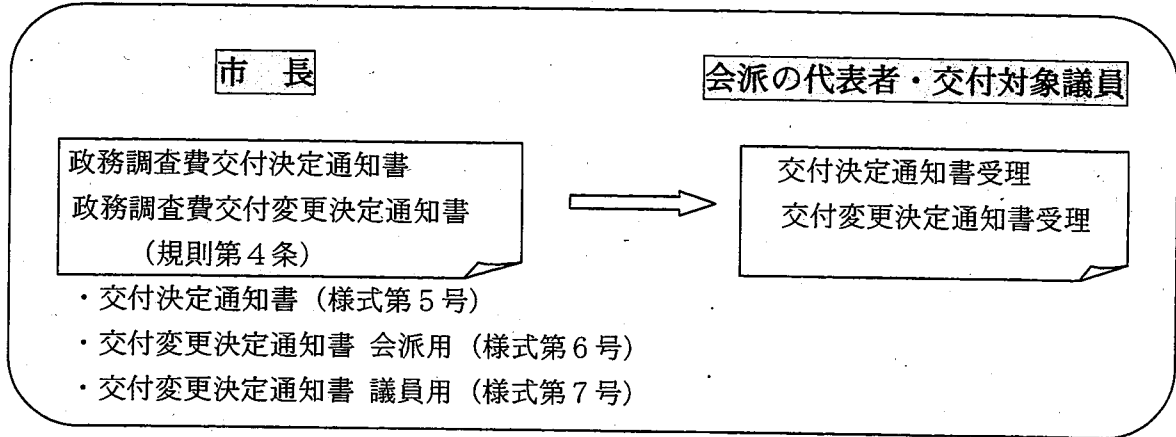 市　長
会派の代表者・交付対象議員
政務調査費交付決定通知書
政務調査費交付変更決定通知書
（規則第４条）
交付決定通知書受理
交付変更決定通知書受理
・交付決定通知書（様式第５号）
・交付変更決定通知書 会派用（様式第６号）
・交付変更決定通知書 議員用（様式第７号）